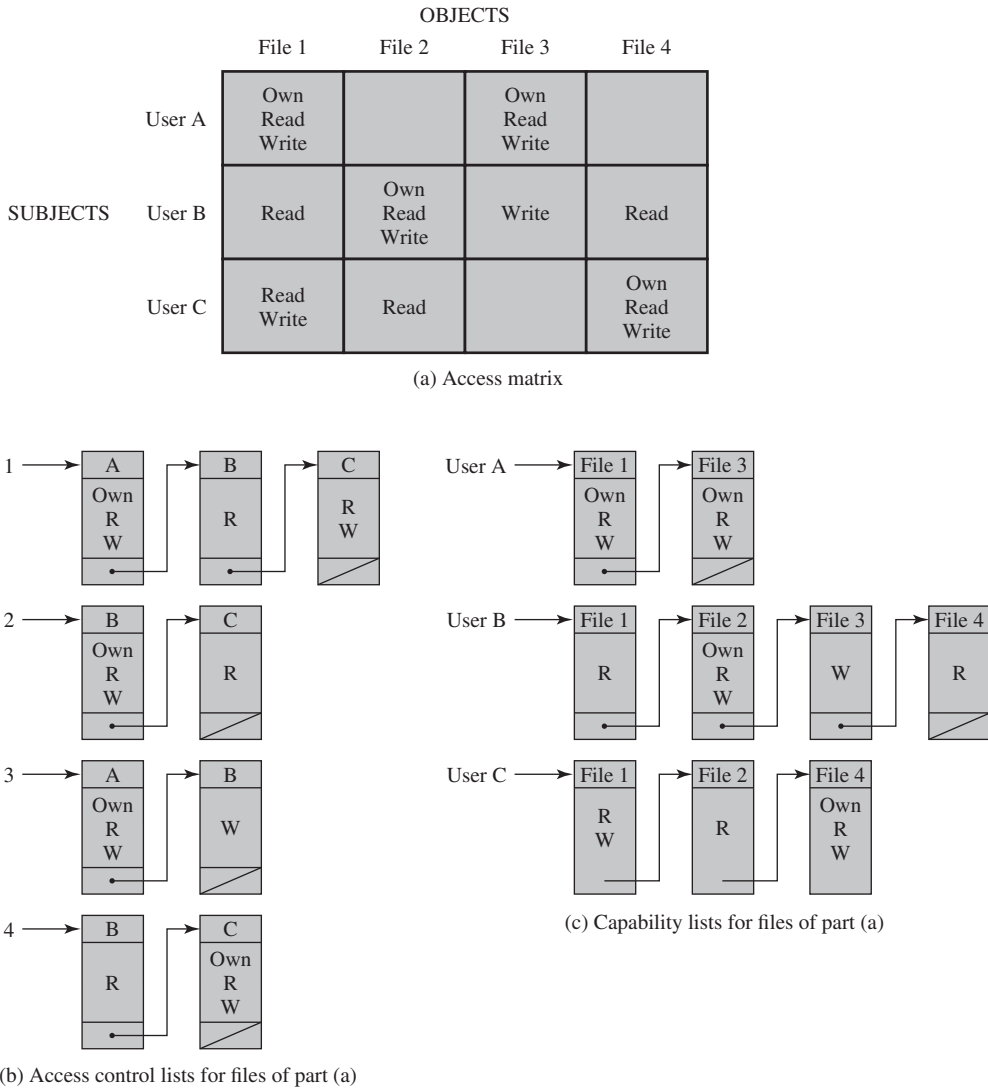 OBJECTS
File 1 File 2 File 3 File 4
User A
Own
Read
Write
Own
Read
Write
SUBJECTS
User B
Read
Own
Read
Write
Write
Read
User C
Read
Write
Read
Own
Read
Write
(a) Access matrix
1
A
Own
R
W
B
R
C
R
W
2
B
Own
R
W
C
R
3
A
Own
R
W
B
W
4
B
R
C
Own
R
W
(b) Access control lists for files of part (a)
User A
File 1
Own
R
W
File 3
Own
R
W
User B
File 1
R
File 2
Own
R
W
File 3
W
File 4
R
User C
File 1
R
W
File 2
R
File 4
Own
R
W
(c) Capability lists for files of part (a)